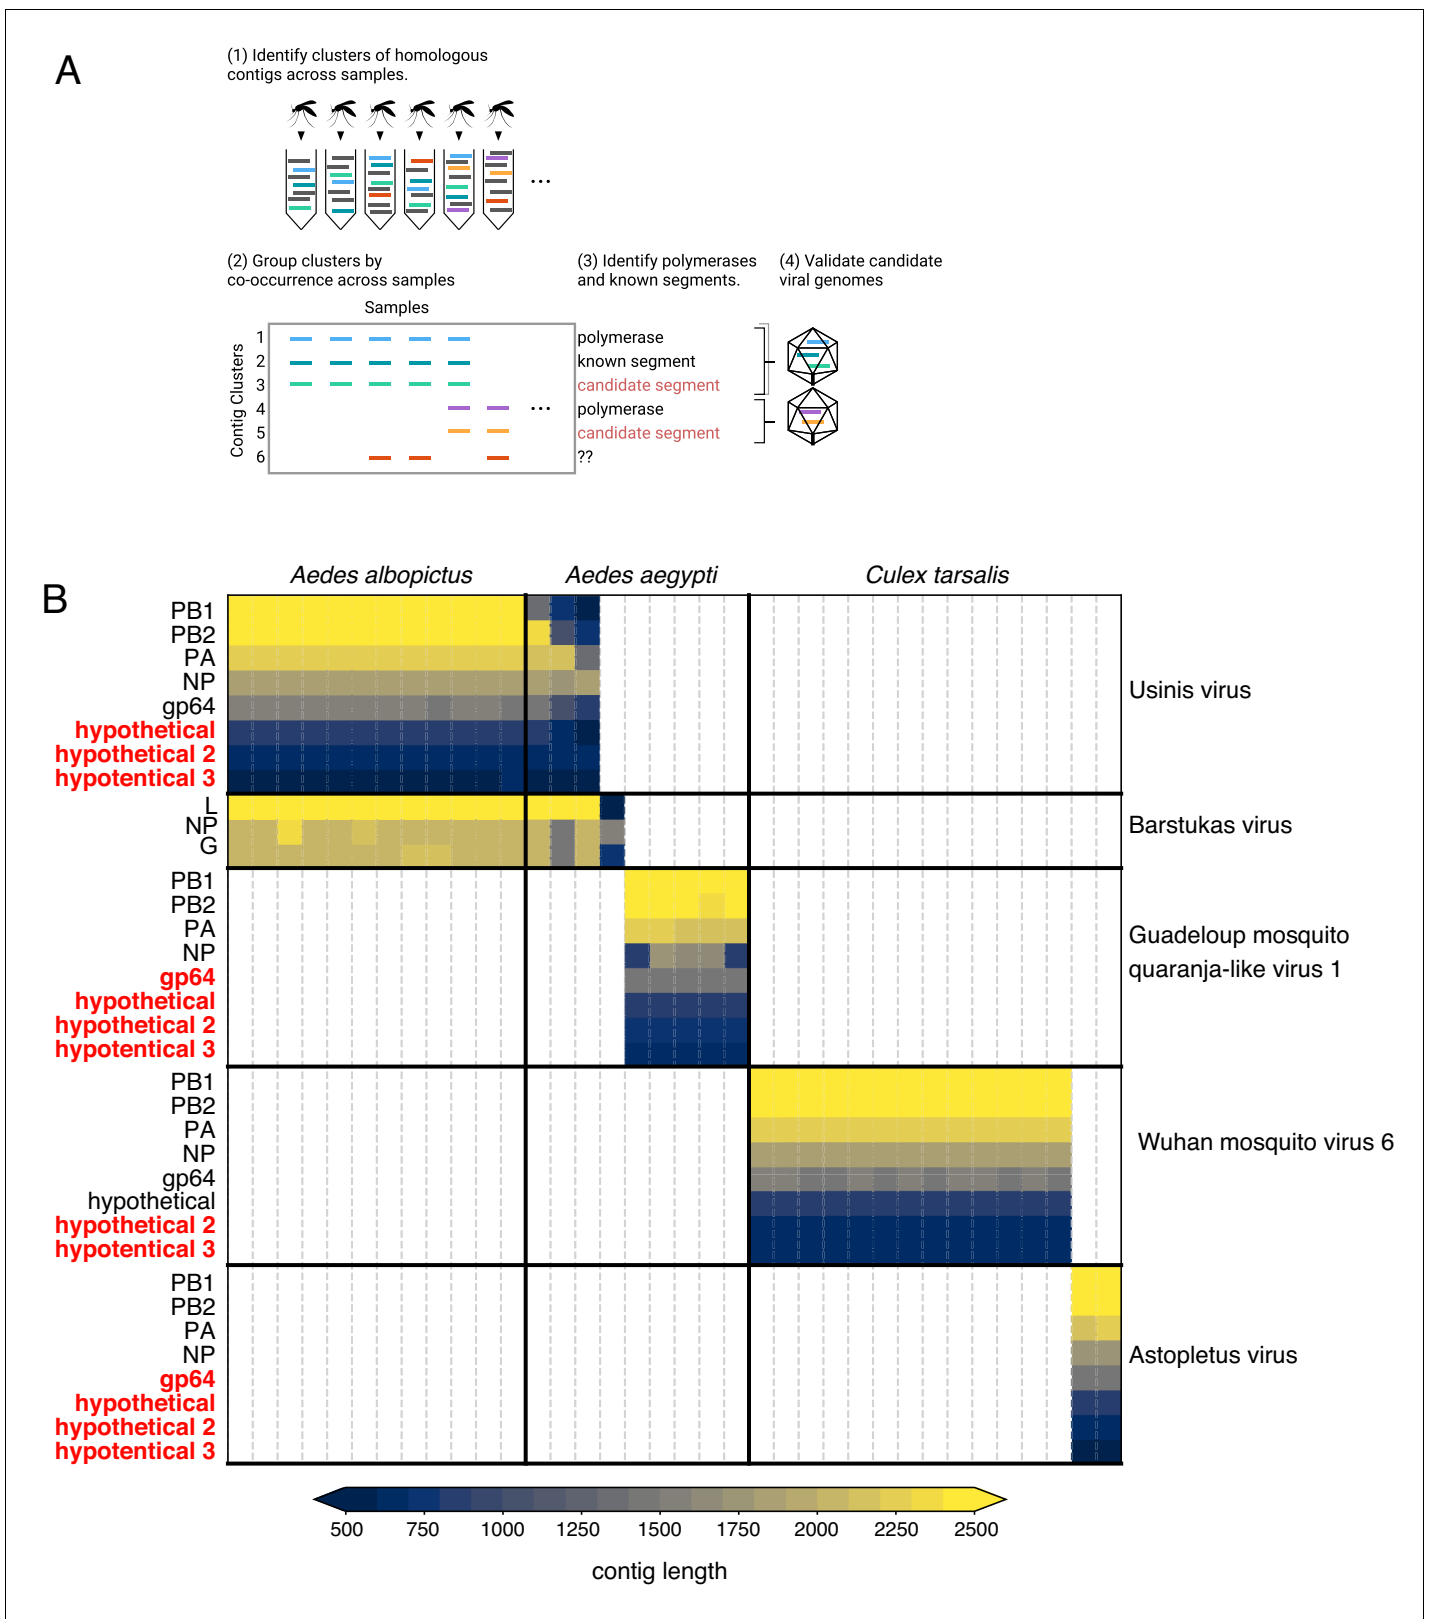 A
(1) Identify clusters of homologous
contigs across samples.
...
(2) Group clusters by
co-occurrence across samples
(3) Identify polymerases
and known segments.
(4) Validate candidate
viral genomes
Samples
Contig Clusters
1
polymerase
2
known segment
3
candidate segment
4
...
polymerase
5
candidate segment
6
??
B
Aedes albopictus
Aedes aegypti
Culex tarsalis
PB1
PB2
PA
NP
gp64
hypothetical
hypothetical 2
hypotentical 3
Usinis virus
L
NP
G
Barstukas virus
PB1
PB2
PA
NP
gp64
hypothetical
hypothetical 2
hypotentical 3
Guadeloup mosquito
quaranja-like virus 1
PB1
PB2
PA
NP
gp64
hypothetical
hypothetical 2
hypotentical 3
Wuhan mosquito virus 6
PB1
PB2
PA
NP
gp64
hypothetical
hypothetical 2
hypotentical 3
Astopletus virus
500 750 1000 1250 1500 1750 2000 2250 2500
contig length